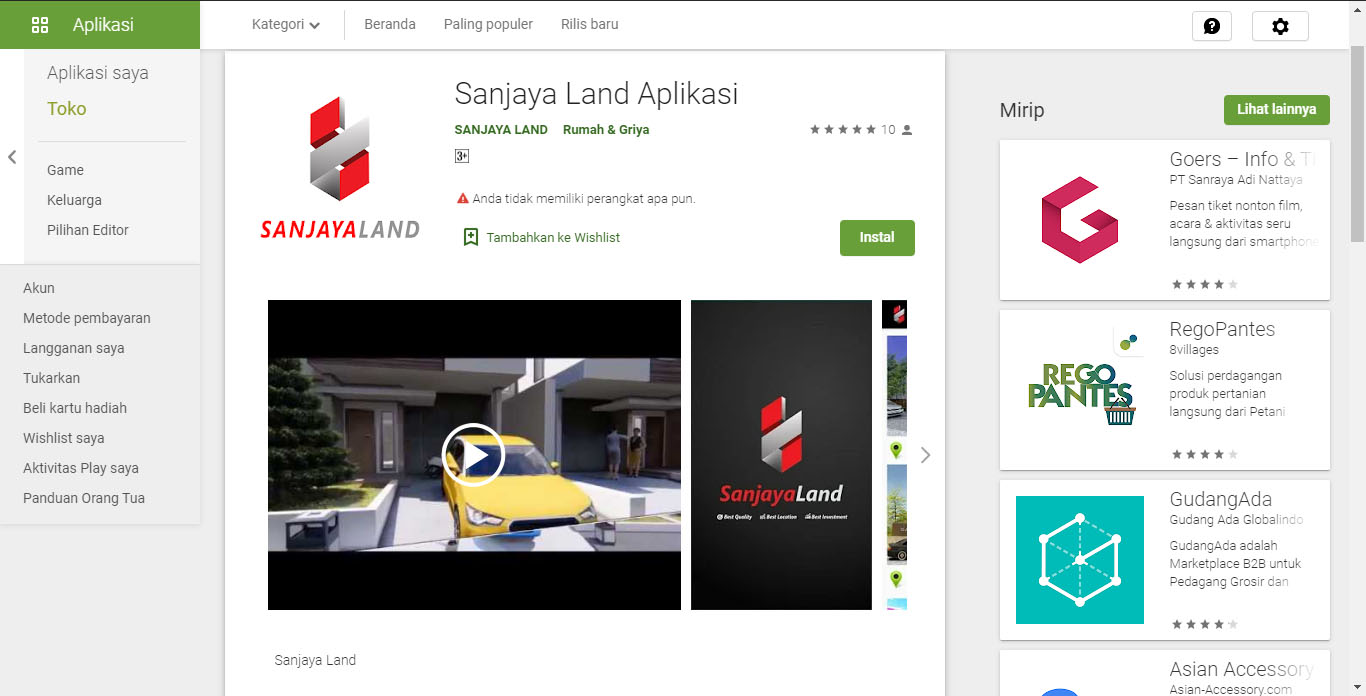 Aplikasi
Kategori
Beranda
Paling populer
Rilis baru
Aplikasi saya
Toko
Game
Keluarga
Pilihan Editor
Akun
Metode pembayaran
Langganan saya
Tukarkan
Beli kartu hadiah
Wishlist saya
Aktivitas Play saya
Panduan Orang Tua
SANJAYALAND
Sanjaya Land Aplikasi
SANJAYA LAND Rumah & Griya
10
3+
Anda tidak memiliki perangkat apa pun.
Tambahkan ke Wishlist
Instal
SanjayaLand
Best Quality Best Location Best Investment
Sanjaya Land
Mirip
Lihat lainnya
Goers – Info & Ti
PT Sanraya Adi Nattaya
Pesan tiket nonton film,
acara & aktivitas seru
langsung dari smartphone
REGO
PANTES
RegoPantes
8villages
Solusi perdagangan
produk pertanian
langsung dari Petani
GudangAda
Gudang Ada Globalindo
GudangAda adalah
Marketplace B2B untuk
Pedagang Grosir dan
Asian Accessory
Asian-Accessory.com